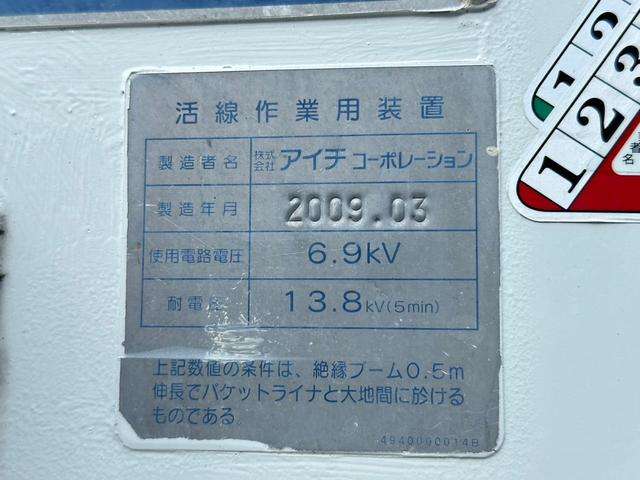 活線作業用装置
製造者名 株式会社 アイチ コーポレーション
製造年月 2009.03
使用電路電圧 6.9kV
耐電圧 13.8kV(5min)
上記数値の条件は、絶縁ブーム0.5m
伸長でバケットライナと大地間に於ける
ものである
4940000014B
1 2
1 2 3
者名